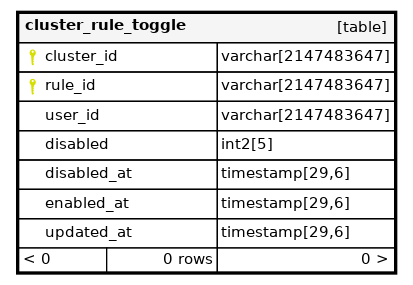 cluster_rule_toggle [table]
cluster_id varchar[2147483647]
rule_id varchar[2147483647]
user_id varchar[2147483647]
disabled int2[5]
disabled_at timestamp[29,6]
enabled_at timestamp[29,6]
updated_at timestamp[29,6]
< 0 0 rows 0 >